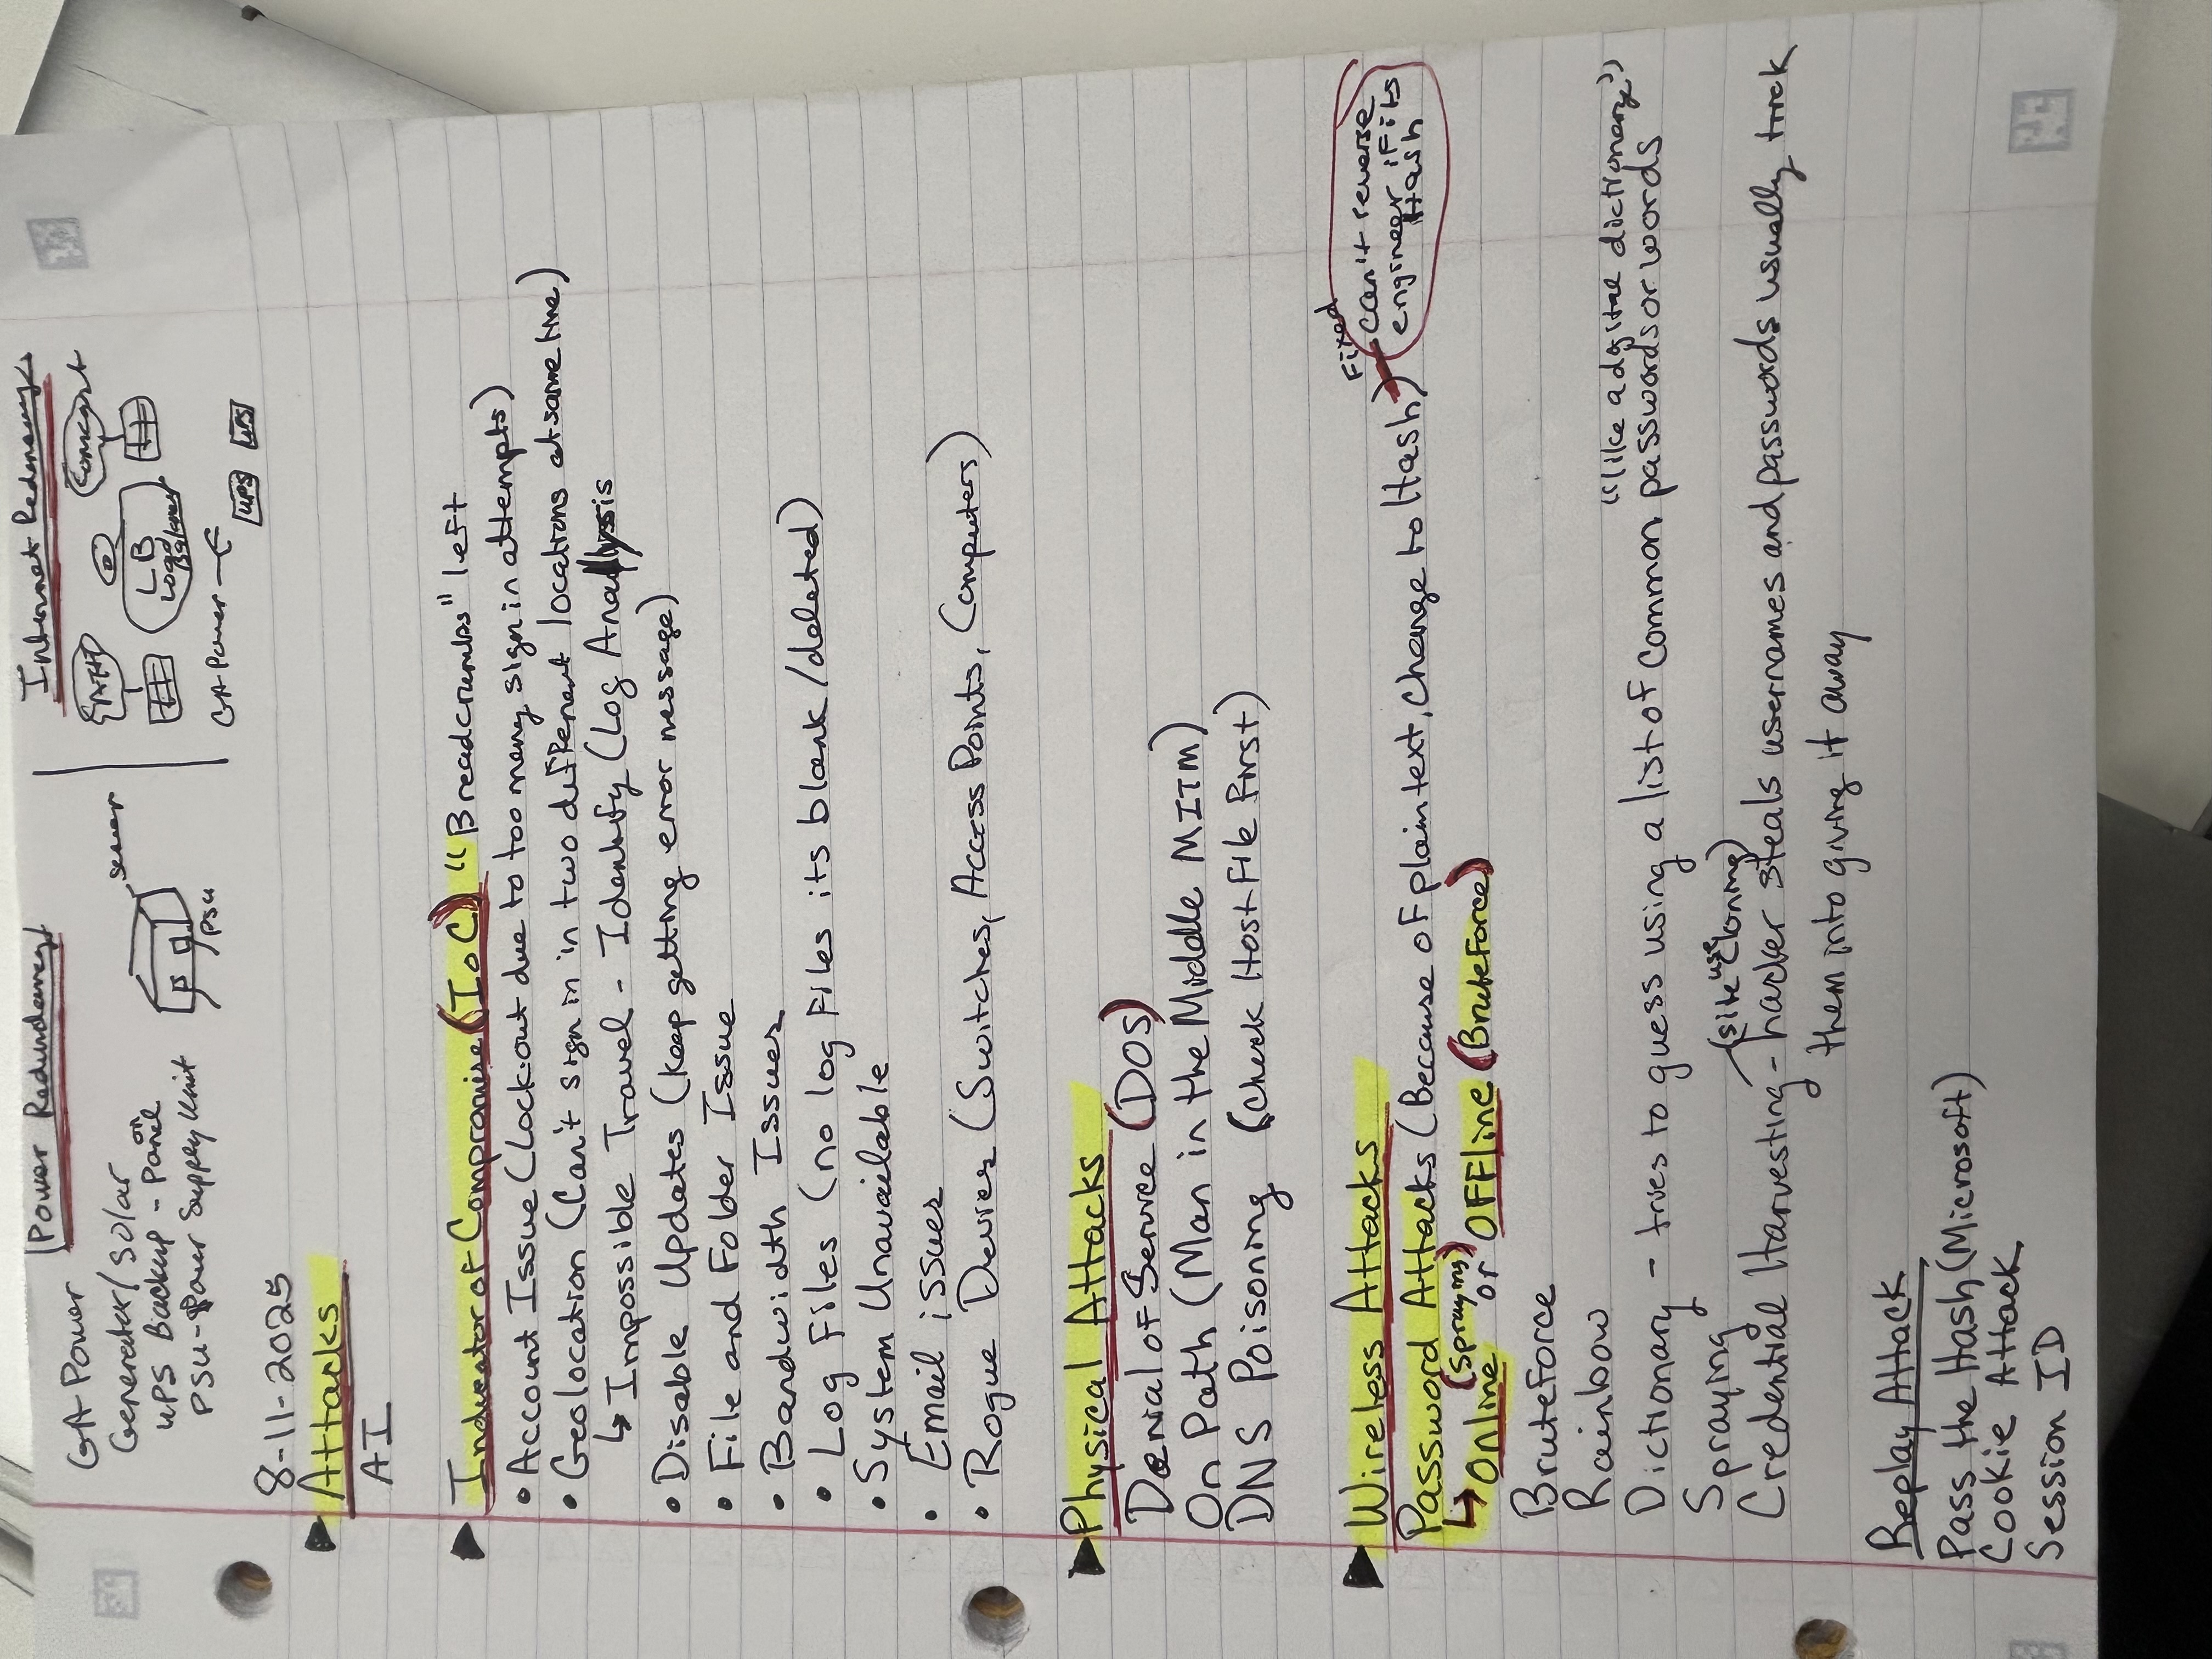 Power Redundancy
GA Power
Generator/Solar
UPS Backup - on Panel
PSU - Power Supply Unit
server
PSU
Internet
AT&T
Comcast
LB
Load
Balancer
GA Power
UPS UPS
8-11-2025
Attacks
AI
Indicator of Compromise (IoC) "Breadcrumbs" left
• Account Issue (Lock-out due to too many sign in attempts)
• Geolocation (Can't sign in in two different locations at same time)
↳ Impossible Travel - Identify (Log Analysis
• Disable Updates (keep getting error message)
• File and Folder Issue
• Bandwidth Issues
• Log Files (no log files its blank/deleted)
• System Unavailable
• Email issues
• Rogue Devices (Switches, Access Points, Computers)
Physical Attacks
Denial of Service (DOS)
On Path (Man in the Middle MITM)
DNS Poisoning (Check Host File First)
Wireless Attacks
Password Attacks (Because of plain text, change to Hash)
Fixed
can't reverse
engineer if its
Hash
↳ Online (Spraying) or Offline (BruteForce)
BruteForce
Rainbow
"like a digital dictionary"
Dictionary - tries to guess using a list of common passwords or words
Spraying
(site use cloning)
Credential Harvesting - hacker steals usernames and passwords usually trick
them into giving it away
Replay Attack
Pass the Hash (Microsoft)
Cookie Attack
Session ID